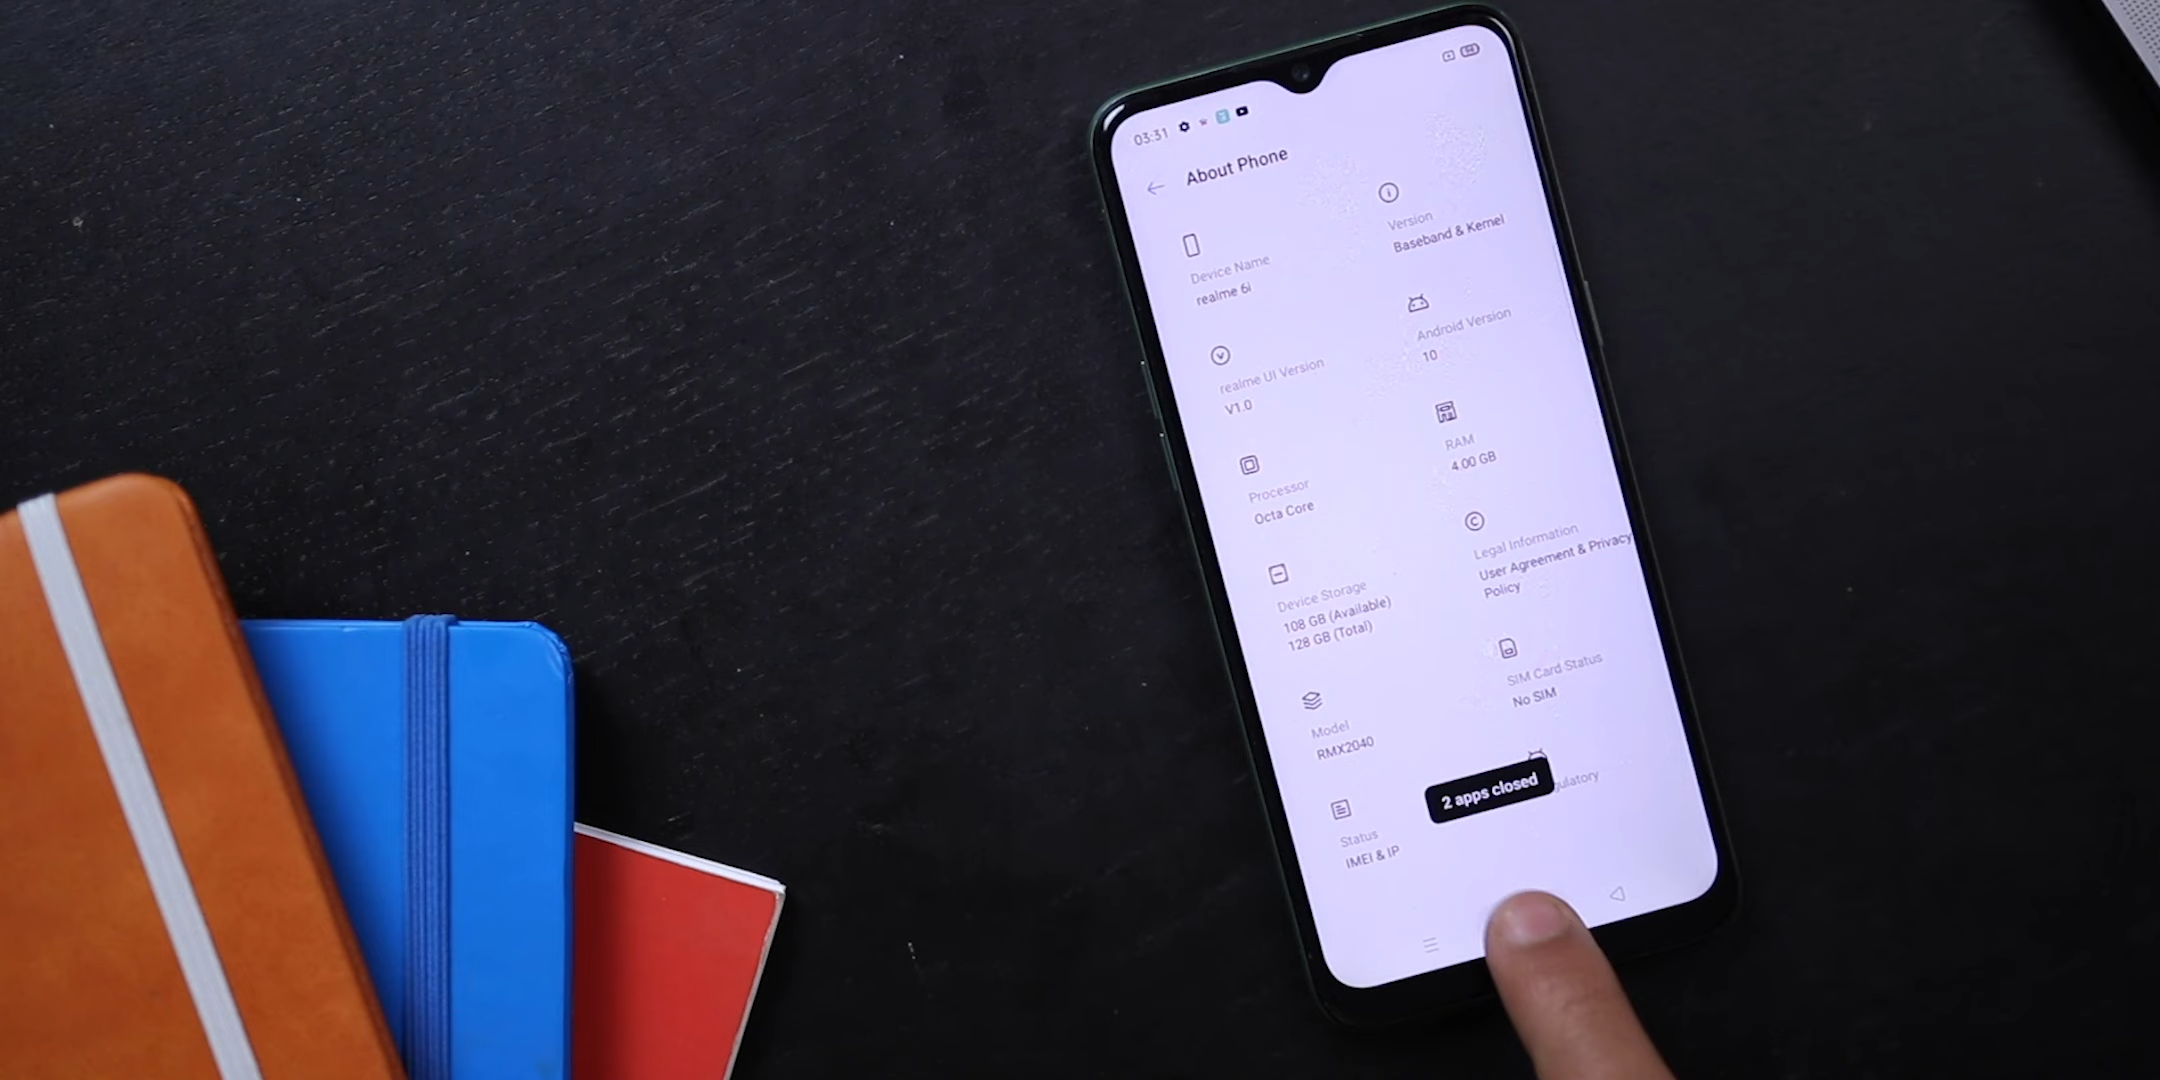 03:31
About Phone
Device Name
realme 6i
Version
Baseband & Kernel
realme UI Version
V1.0
Android Version
10
Processor
Octa Core
RAM
4.00 GB
Device Storage
108 GB (Available)
128 GB (Total)
Legal Information
User Agreement & Privacy
Policy
Model
RMX2040
SIM Card Status
No SIM
Status
IMEI & IP
2 apps closed
gulatory